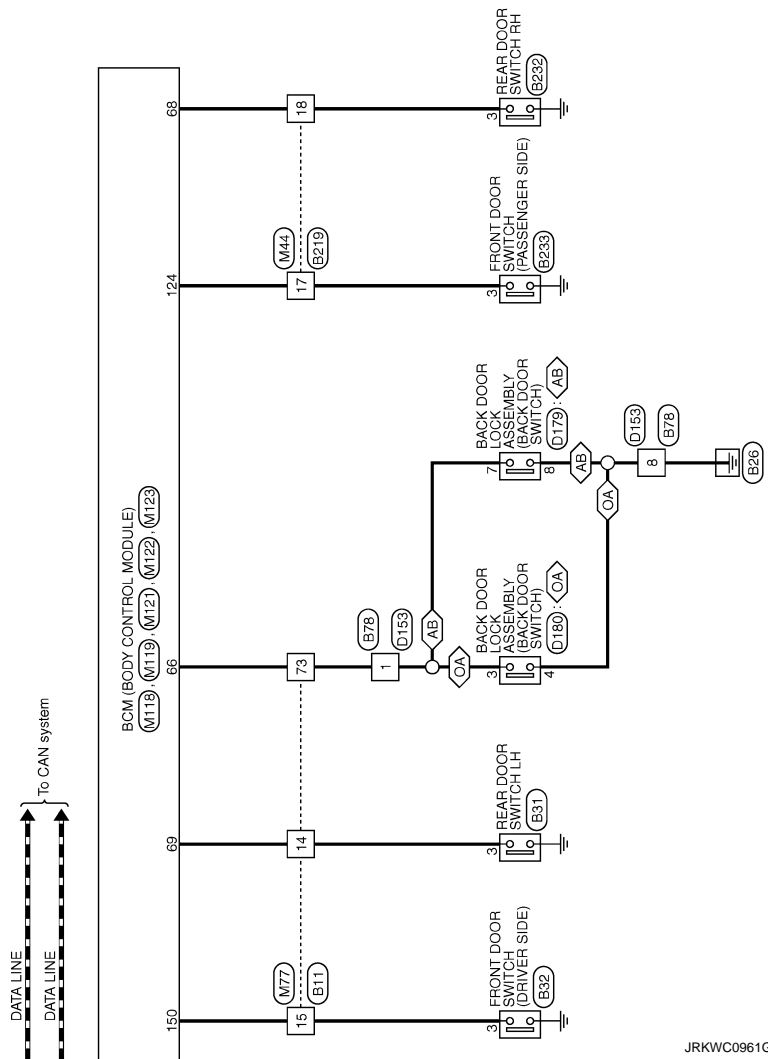 DATA LINE
DATA LINE
To CAN system
BCM (BODY CONTROL MODULE)
M118 , M119 , M121 , M122 , M123
150
69
66
124
68
M77
15
B11
14
73
M44
17
B219
18
B78
1
D153
AB
OA
3
FRONT DOOR
SWITCH
(DRIVER SIDE)
B32
3
REAR DOOR
SWITCH LH
B31
3
BACK DOOR
LOCK
ASSEMBLY
(BACK DOOR
SWITCH)
D180 : OA
4
7
BACK DOOR
LOCK
ASSEMBLY
(BACK DOOR
SWITCH)
D179 : AB
8
AB
OA
D153
8
B78
B26
3
FRONT DOOR
SWITCH
(PASSENGER SIDE)
B233
3
REAR DOOR
SWITCH RH
B232
JRKWC0961G